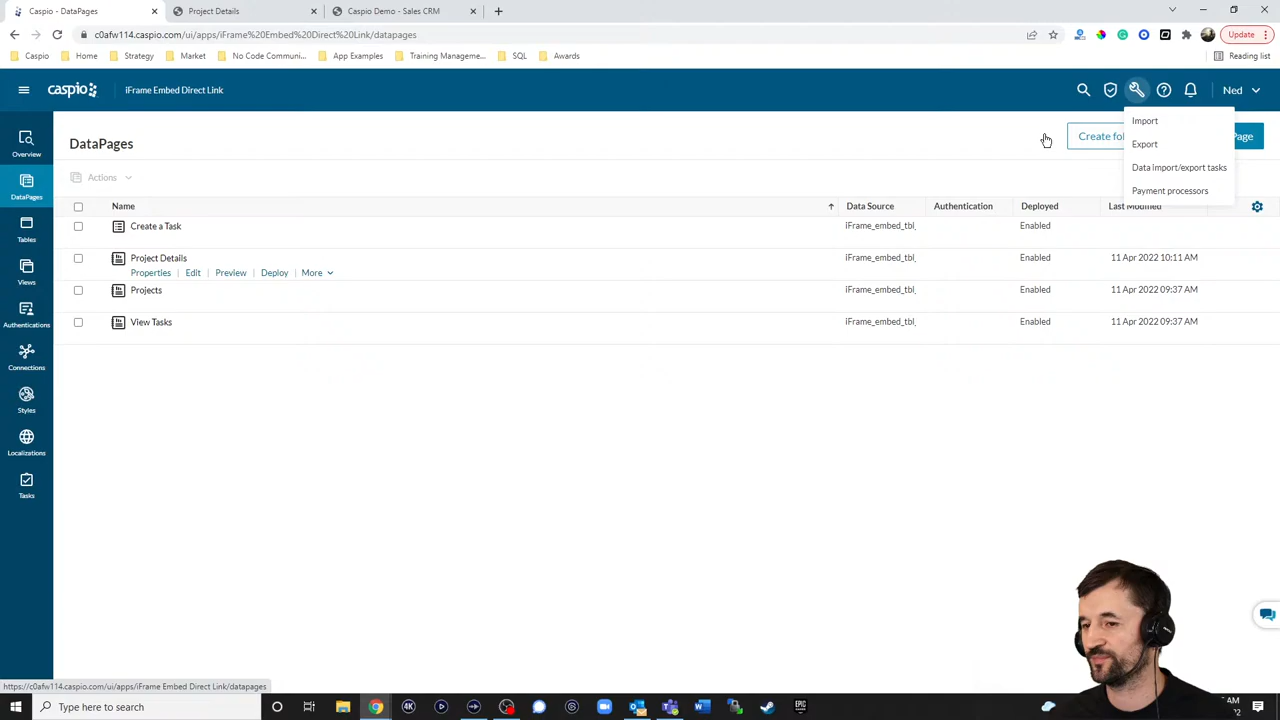 Caspio - DataPages
Project Details
Caspio Demo - Sales CRM
c0afw114.caspio.com/ui/apps/iFrame%20Embed%20Direct%20Link/datapages
Update
Caspio
Home
Strategy
Market
No Code Communi...
App Examples
Training Manageme...
SQL
Awards
Reading list
caspio
iFrame Embed Direct Link
Ned
Import
Export
Data import/export tasks
Payment processors
DataPages
Create fol
Page
Actions
Overview
DataPages
Tables
Views
Authentications
Connections
Styles
Localizations
Tasks
Name
Data Source
Authentication
Deployed
Last Modified
Create a Task
iFrame_embed_tbl_
Enabled
Project Details
iFrame_embed_tbl_
Enabled
11 Apr 2022 10:11 AM
Properties | Edit | Preview | Deploy | More
Projects
iFrame_embed_tbl_
Enabled
11 Apr 2022 09:37 AM
View Tasks
iFrame_embed_tbl_
Enabled
11 Apr 2022 09:37 AM
https://c0afw114.caspio.com/ui/apps/iFrame Embed Direct Link/datapages
Type here to search
4K
EPIC
AM